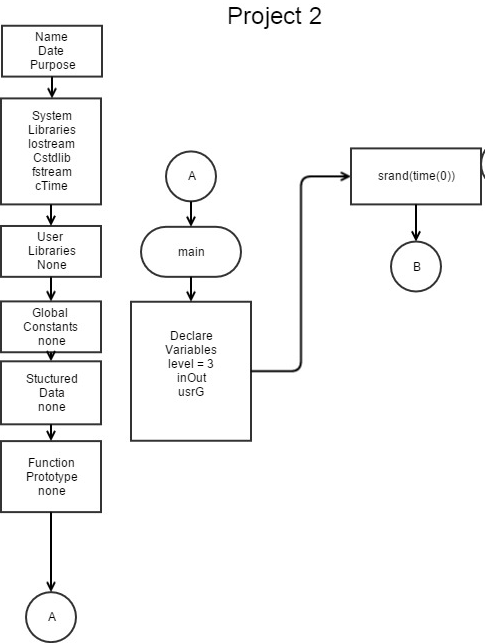 Project 2
Name
Date
Purpose
System
Libraries
Iostream
Cstdlib
fstream
cTime
User
Libraries
None
Global
Constants
none
Stuctured
Data
none
Function
Prototype
none
A
A
main
Declare
Variables
level = 3
inOut
usrG
srand(time(0))
B